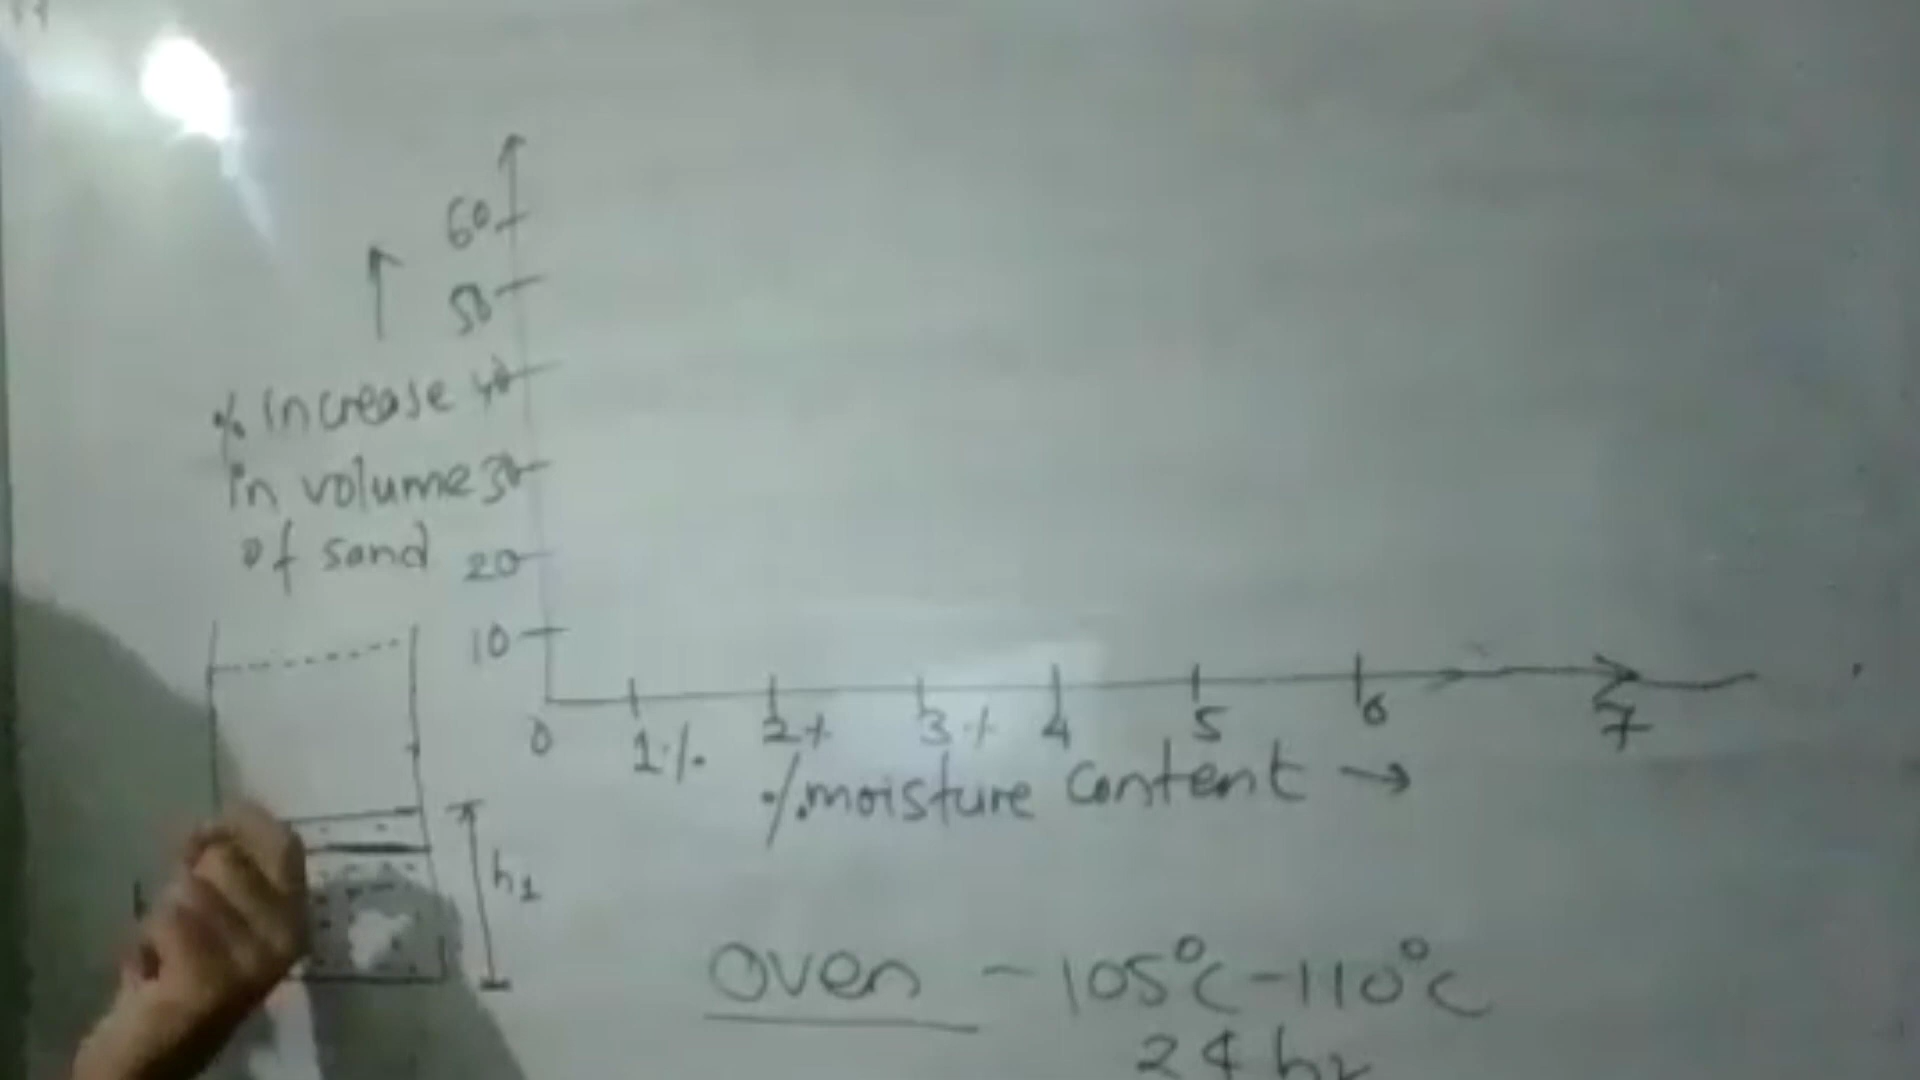 60
50
% increase 40
in volume 30
of sand
20
10
0 1% 2% 3% 4 5 6 7
% moisture content →
h1
Oven - 105°C - 110°C
24 hr